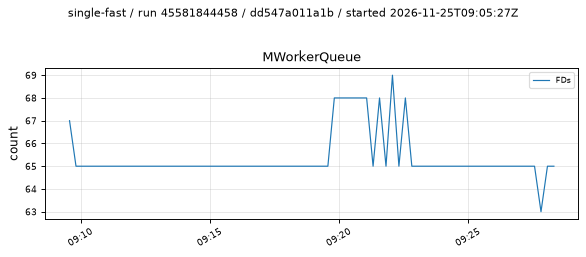 single-fast / run 45581844458 / dd547a011a1b / started 2026-11-25T09:05:27Z
MWorkerQueue
FDs
count
69
68
67
66
65
64
63
09:10
09:15
09:20
09:25